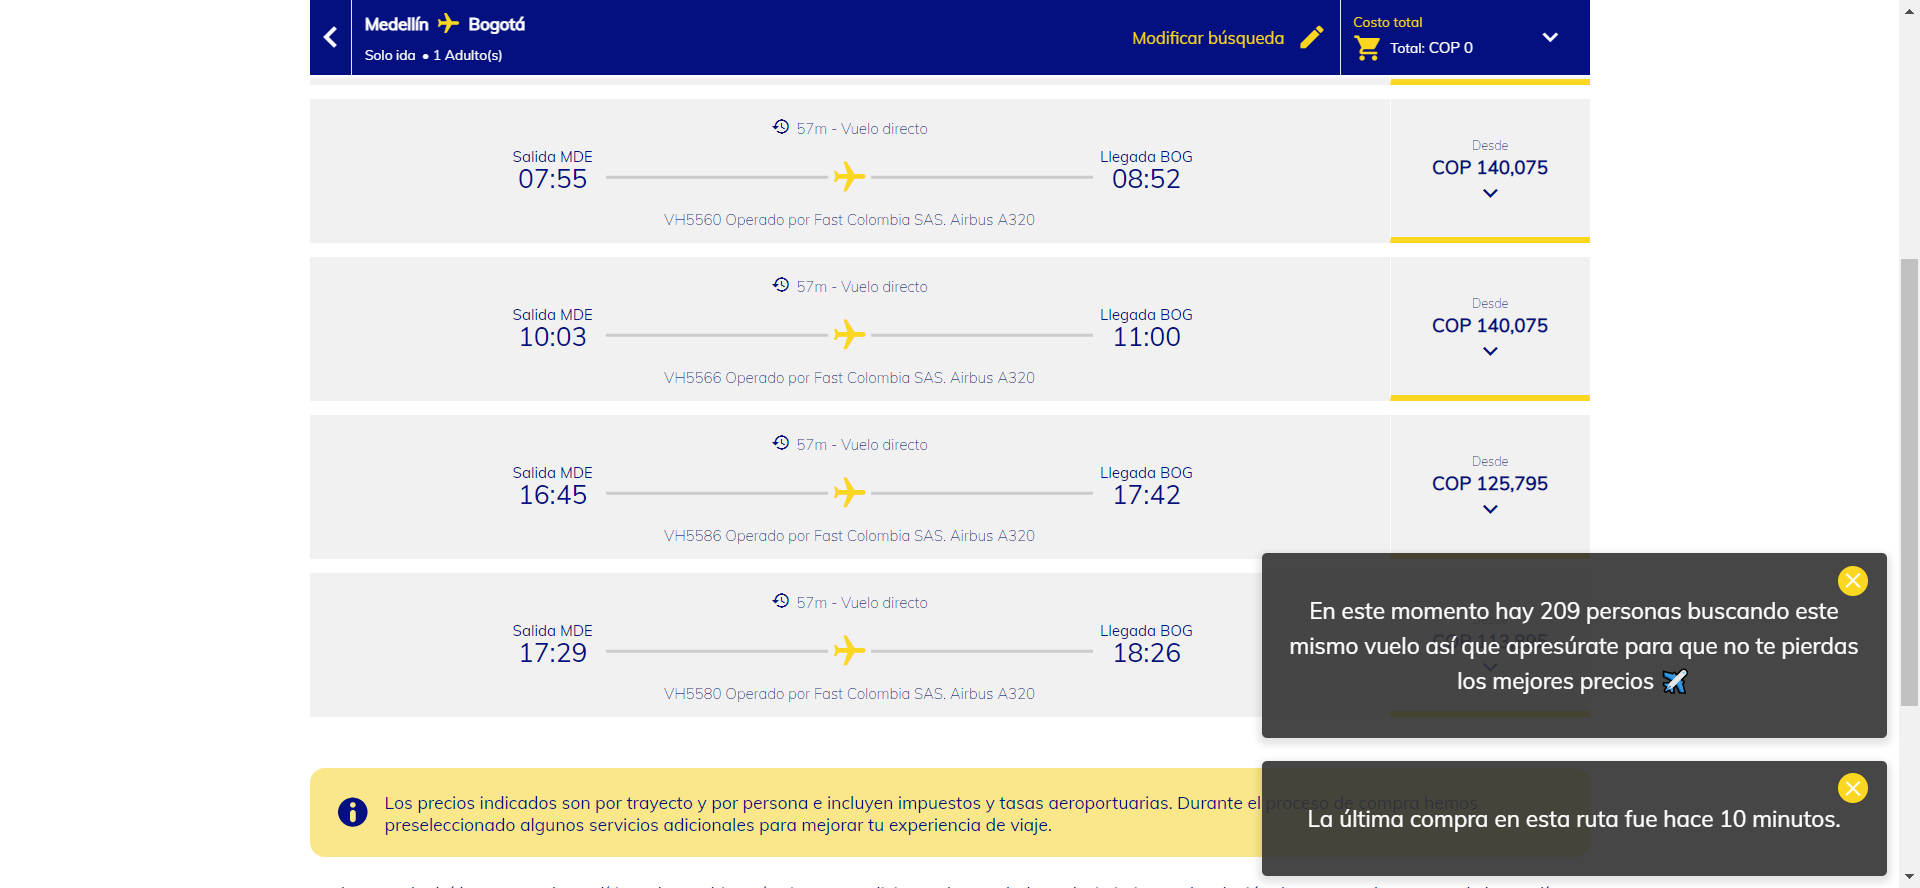 Medellín Bogotá
Solo ida • 1 Adulto(s)
Modificar búsqueda
Costo total
Total: COP 0
57m - Vuelo directo
Salida MDE
07:55
Llegada BOG
08:52
VH5560 Operado por Fast Colombia SAS. Airbus A320
Desde
COP 140,075
57m - Vuelo directo
Salida MDE
10:03
Llegada BOG
11:00
VH5566 Operado por Fast Colombia SAS. Airbus A320
Desde
COP 140,075
57m - Vuelo directo
Salida MDE
16:45
Llegada BOG
17:42
VH5586 Operado por Fast Colombia SAS. Airbus A320
Desde
COP 125,795
57m - Vuelo directo
Salida MDE
17:29
Llegada BOG
18:26
VH5580 Operado por Fast Colombia SAS. Airbus A320
COP 113,895
En este momento hay 209 personas buscando este
mismo vuelo así que apresúrate para que no te pierdas
los mejores precios
Los precios indicados son por trayecto y por persona e incluyen impuestos y tasas aeroportuarias. Durante el proceso de compra hemos
preseleccionado algunos servicios adicionales para mejorar tu experiencia de viaje.
La última compra en esta ruta fue hace 10 minutos.